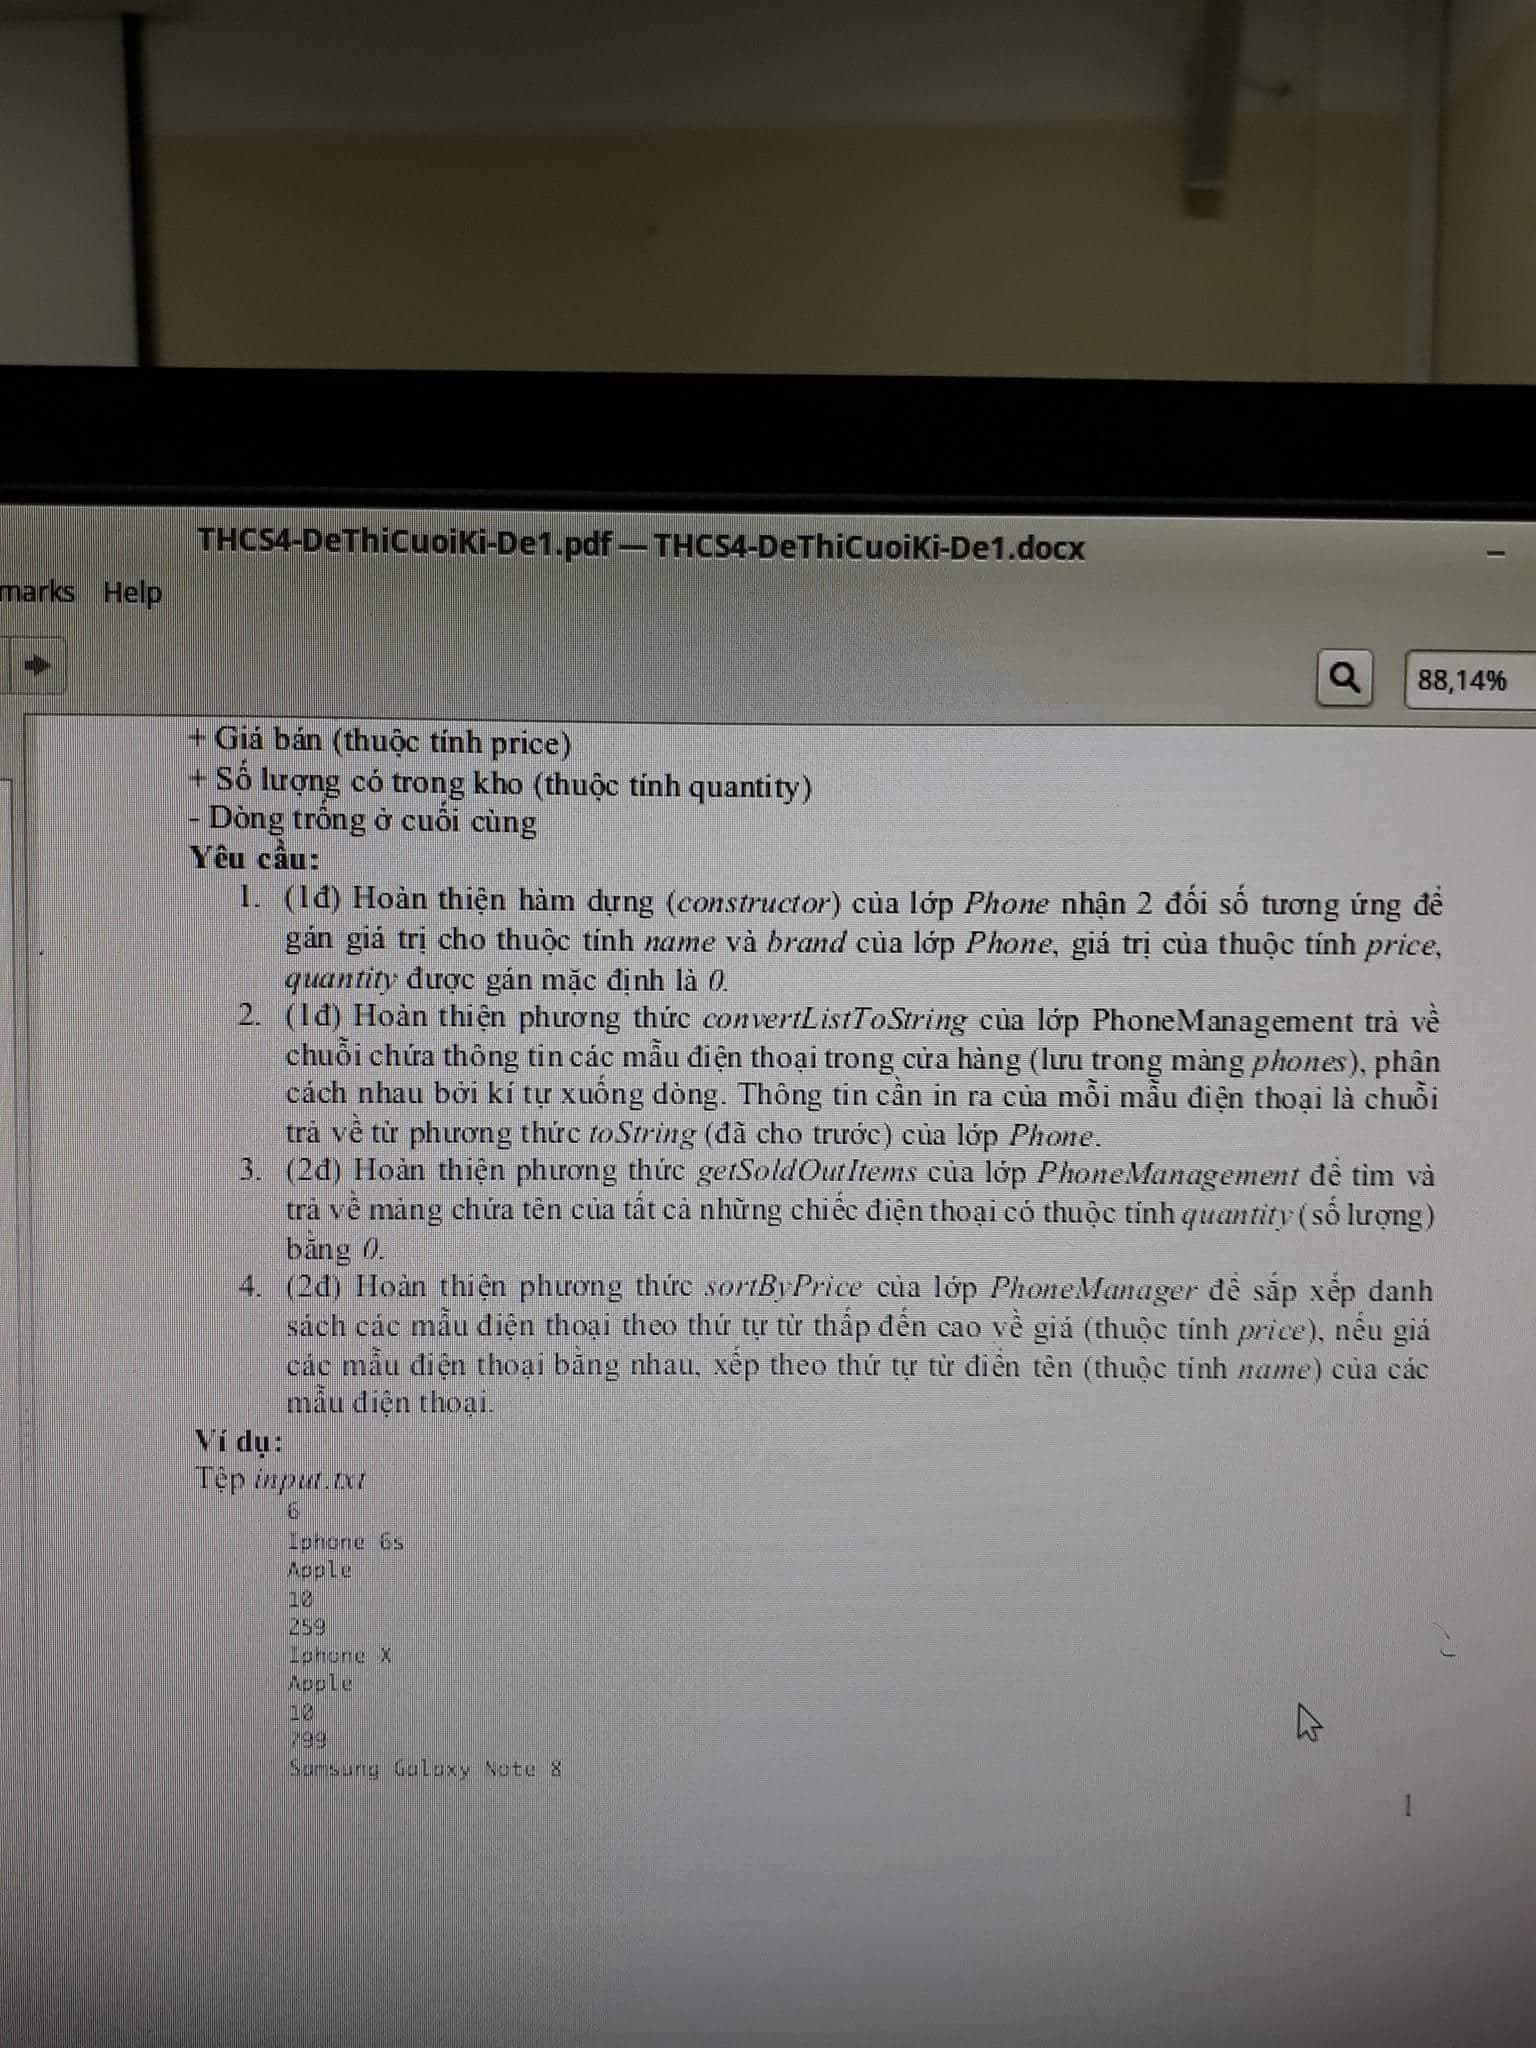 THCS4-DeThiCuoiKi-De1.pdf — THCS4-DeThiCuoiKi-De1.docx
marks Help
88,14%
+ Giá bán (thuộc tính price)
+ Số lượng có trong kho (thuộc tính quantity)
- Dòng trống ở cuối cùng
Yêu cầu:
1. (1đ) Hoàn thiện hàm dựng (constructor) của lớp Phone nhận 2 đối số tương ứng để
gán giá trị cho thuộc tính name và brand của lớp Phone, giá trị của thuộc tính price,
quantity được gán mặc định là 0.
2. (1đ) Hoàn thiện phương thức convertListToString của lớp PhoneManagement trả về
chuỗi chứa thông tin các mẫu điện thoại trong cửa hàng (lưu trong mảng phones), phân
cách nhau bởi kí tự xuống dòng. Thông tin cần in ra của mỗi mẫu điện thoại là chuỗi
trả về từ phương thức toString (đã cho trước) của lớp Phone.
3. (2đ) Hoàn thiện phương thức getSoldOutItems của lớp PhoneManagement để tìm và
trả về mảng chứa tên của tất cả những chiếc điện thoại có thuộc tính quantity (số lượng)
bằng 0.
4. (2đ) Hoàn thiện phương thức sortByPrice của lớp PhoneManager để sắp xếp danh
sách các mẫu điện thoại theo thứ tự từ thấp đến cao về giá (thuộc tính price), nếu giá
các mẫu điện thoại bằng nhau, xếp theo thứ tự từ điển tên (thuộc tính name) của các
mẫu điện thoại.
Ví dụ:
Tệp input.txt
6
Iphone 6s
Apple
10
259
Iphone X
Apple
10
799
Samsung Galaxy Note 8
1